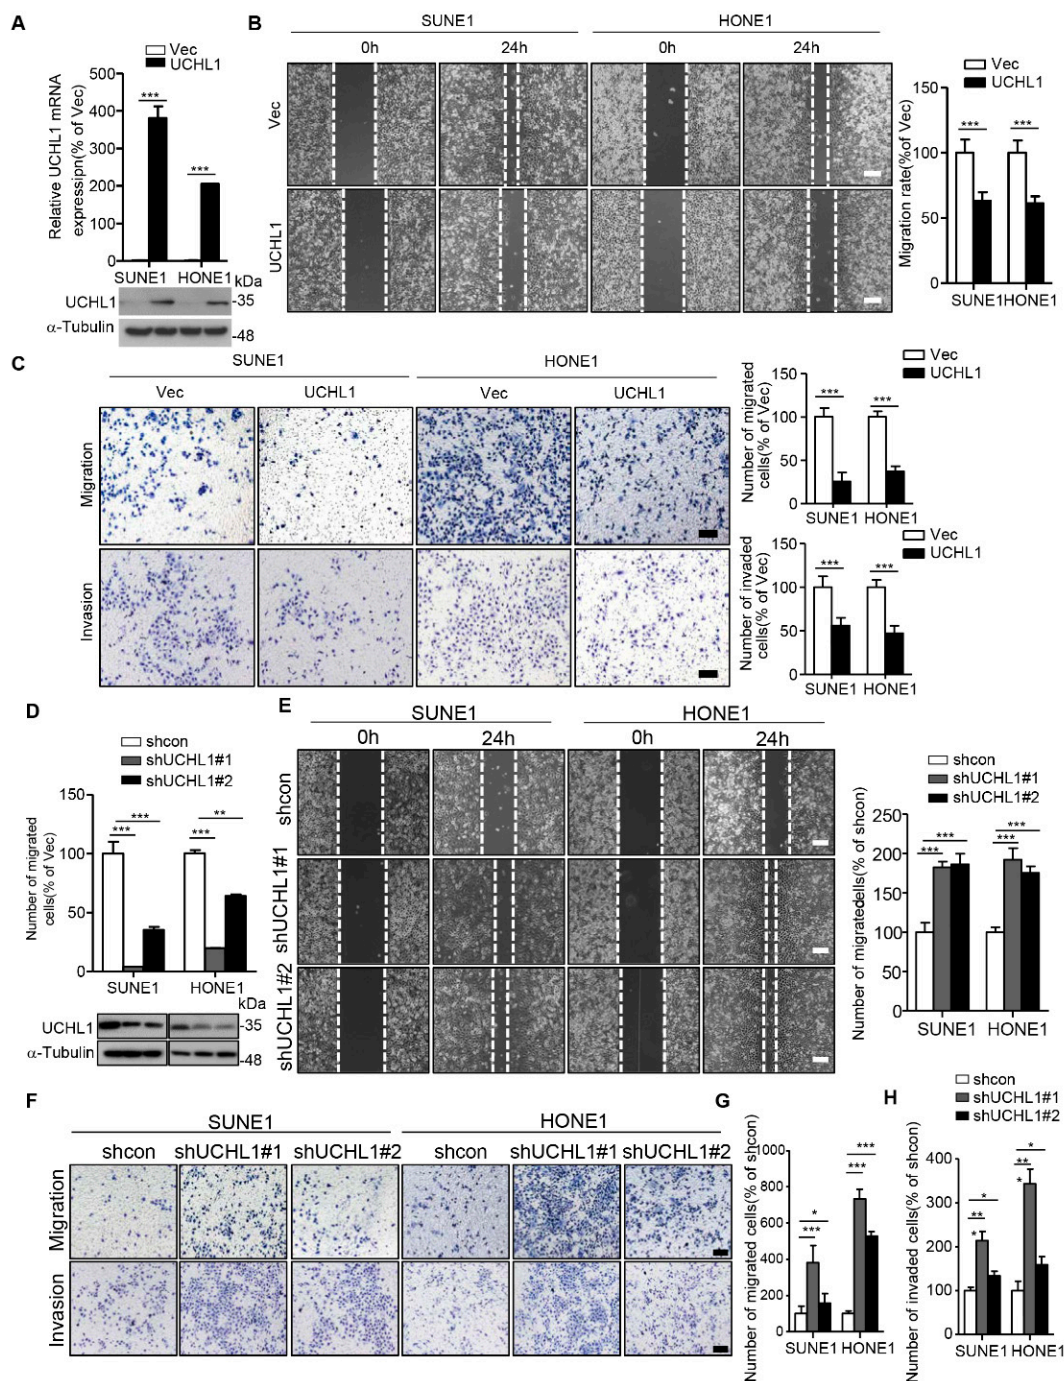 A
Vec
UCHL1
Relative UCHL1 mRNA
expression(% of Vec)
500
400
300
200
100
0
***
***
SUNE1 HONE1 kDa
UCHL1 -35
α-Tubulin -48
B
SUNE1 HONE1
0h 24h 0h 24h
Vec
UCHL1
Vec
UCHL1
Migration rate(%of Vec)
150
100
50
0
*** ***
SUNE1HONE1
C
SUNE1 HONE1
Vec UCHL1 Vec UCHL1
Migration
Invasion
Vec
UCHL1
Number of migrated
cells(% of Vec)
150
100
50
0
*** ***
SUNE1 HONE1
Vec
UCHL1
Number of invaded
cells(% of Vec)
150
100
50
0
*** ***
SUNE1 HONE1
D
shcon
shUCHL1#1
shUCHL1#2
Number of migrated
cells(% of Vec)
150
100
50
0
*** **
*** ***
SUNE1 HONE1
kDa
UCHL1 -35
α-Tubulin -48
E
SUNE1 HONE1
0h 24h 0h 24h
shcon
shUCHL1#1
shUCHL1#2
shcon
shUCHL1#1
shUCHL1#2
Number of migratedcells(% of shcon)
250
200
150
100
50
0
*** ***
*** ***
SUNE1 HONE1
F
SUNE1 HONE1
shcon shUCHL1#1 shUCHL1#2 shcon shUCHL1#1 shUCHL1#2
Migration
Invasion
G
Number of migrated cells(% of shcon)
1000
800
600
400
200
0
* ***
*** ***
SUNE1 HONE1
H
shcon
shUCHL1#1
shUCHL1#2
Number of invaded cells(% of shcon)
400
300
200
100
0
* *
** **
* *
SUNE1 HONE1